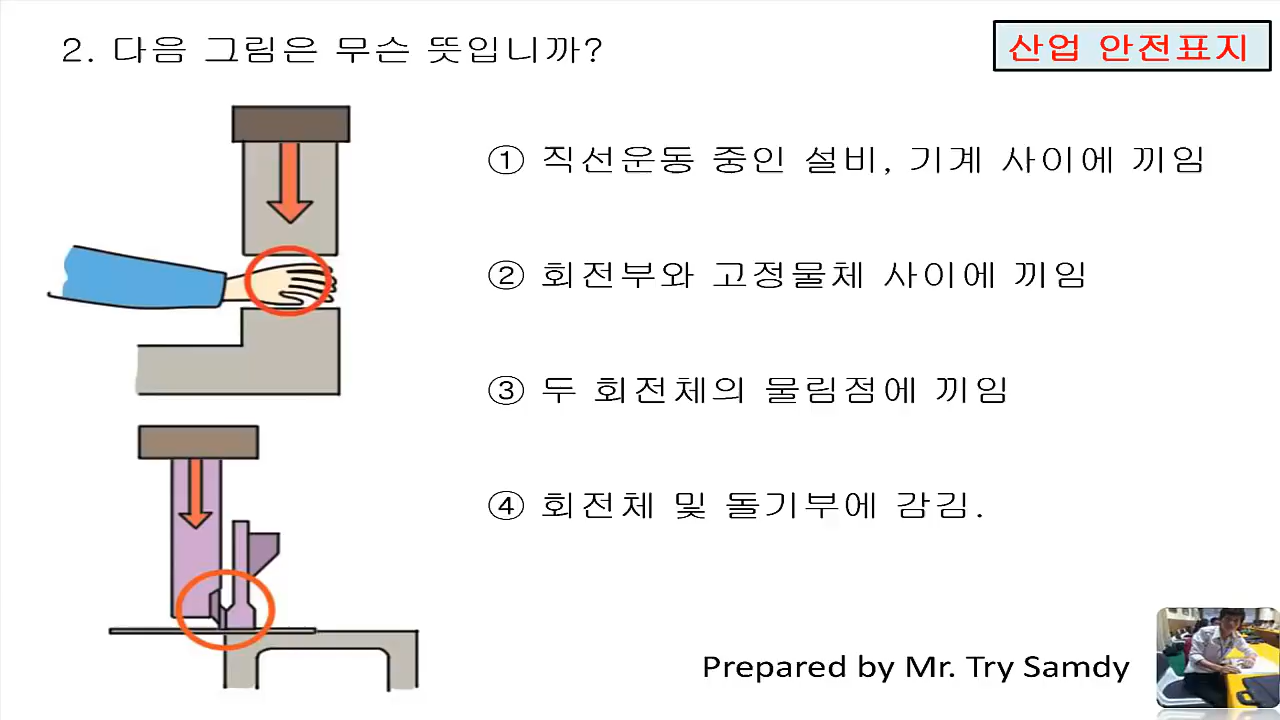 2. 다음 그림은 무슨 뜻입니까?
산업 안전표지
① 직선운동 중인 설비, 기계 사이에 끼임
② 회전부와 고정물체 사이에 끼임
③ 두 회전체의 물림점에 끼임
④ 회전체 및 돌기부에 감김.
Prepared by Mr. Try Samdy